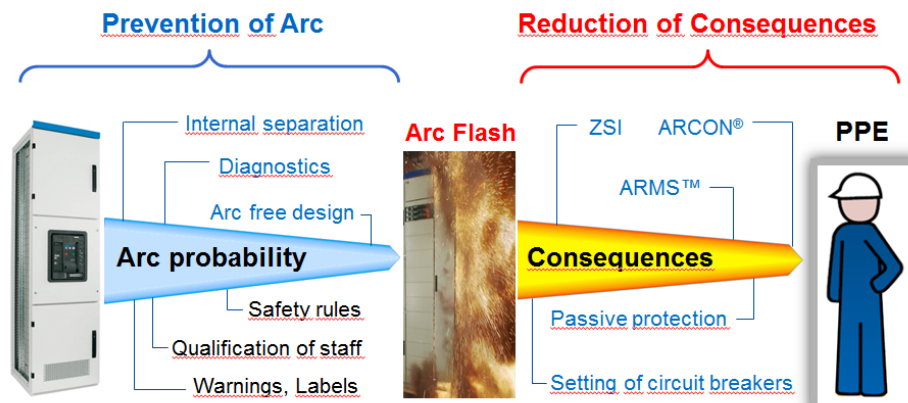 Prevention of Arc
Reduction of Consequences
Internal separation
Diagnostics
Arc free design
Arc probability
Safety rules
Qualification of staff
Warnings, Labels
Arc Flash
ZSI
ARCON®
ARMS™
Consequences
Passive protection
Setting of circuit breakers
PPE